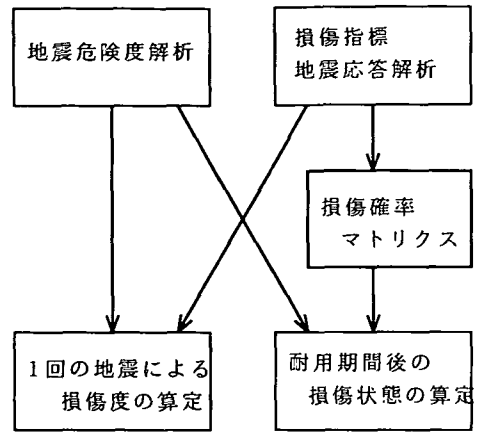 地震危険度解析
損傷指標
地震応答解析
損傷確率
マトリクス
1回の地震による
損傷度の算定
耐用期間後の
損傷状態の算定